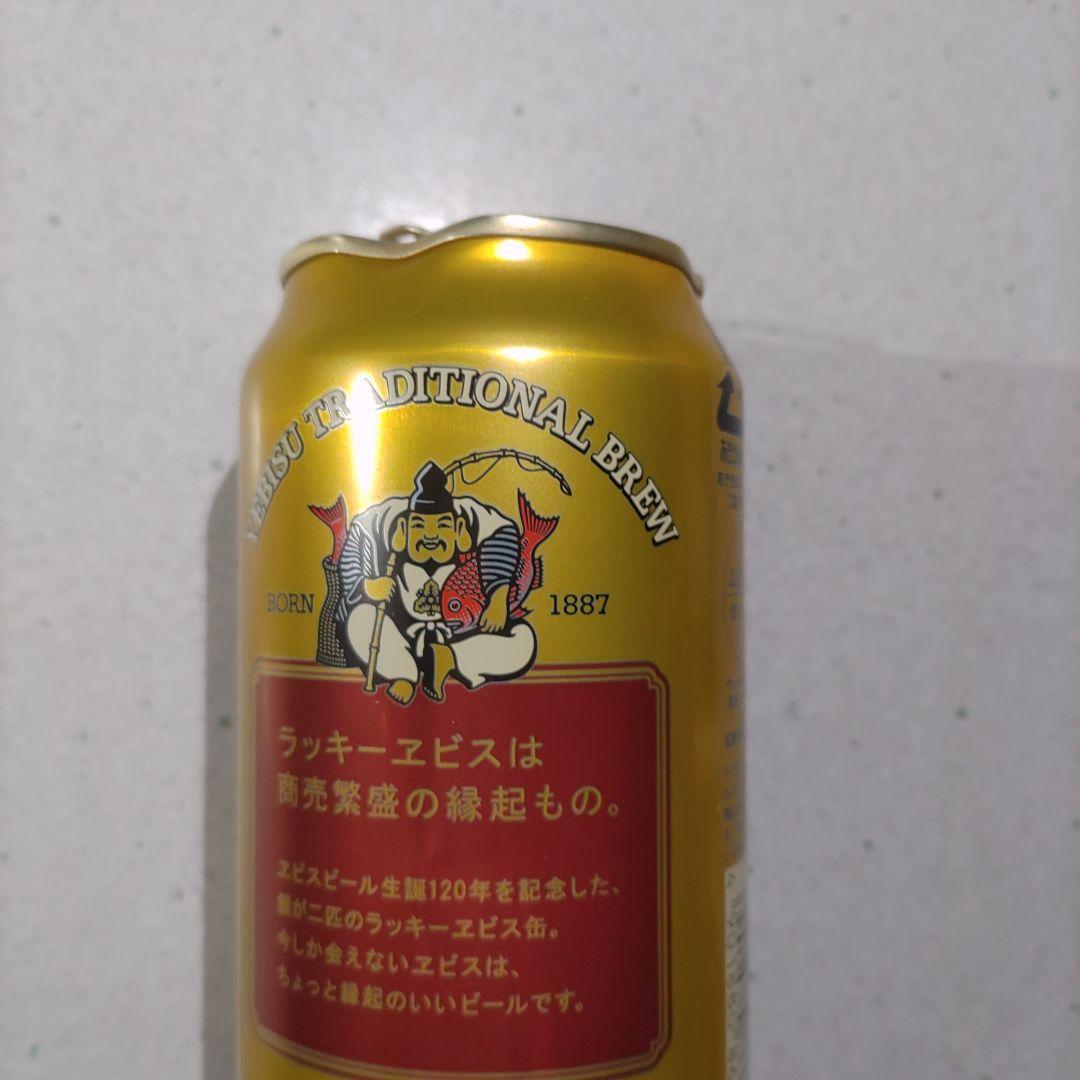 YEBISU TRADITIONAL BREW
BORN 1887
ラッキーヱビスは
商売繁盛の縁起もの。
ヱビスビール生誕120年を記念した、
鯛が二匹のラッキーヱビス缶。
今しか会えないヱビスは、
ちょっと縁起のいいビールです。